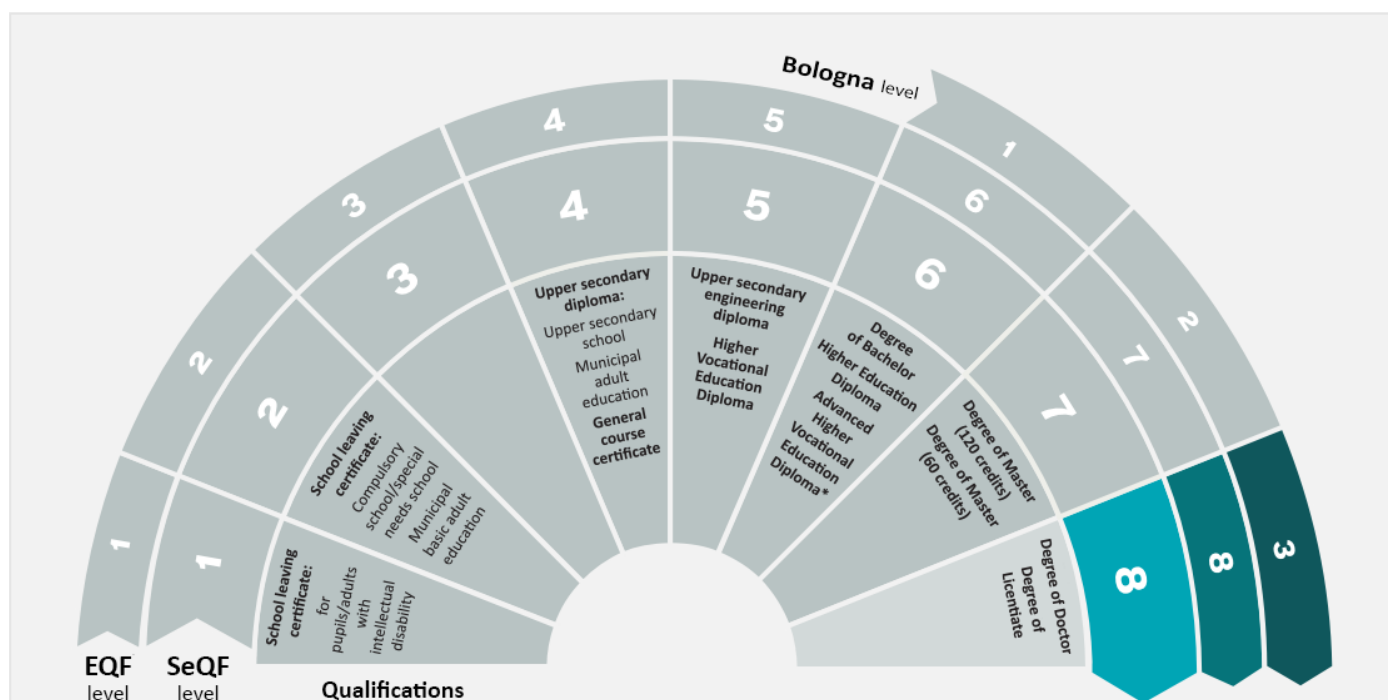 Bologna level
1
2
3
4
5
6
7
8
1
2
3
4
5
6
7
8
1
2
3
School leaving
certificate:
for
pupils/adults
with
intellectual
disability
School leaving
certificate:
Compulsory
school/special
needs school
Municipal
basic adult
education
Upper secondary
diploma:
Upper secondary
school
Municipal
adult
education
General
course
certificate
Upper secondary
engineering
diploma
Higher
Vocational
Education
Diploma
Degree
of Bachelor
Higher Education
Diploma
Advanced
Higher
Vocational
Education
Diploma*
Degree of Master
(120 credits)
Degree of Master
(60 credits)
Degree of Doctor
Degree of
Licentiate
EQF
level
SeQF
level
Qualifications